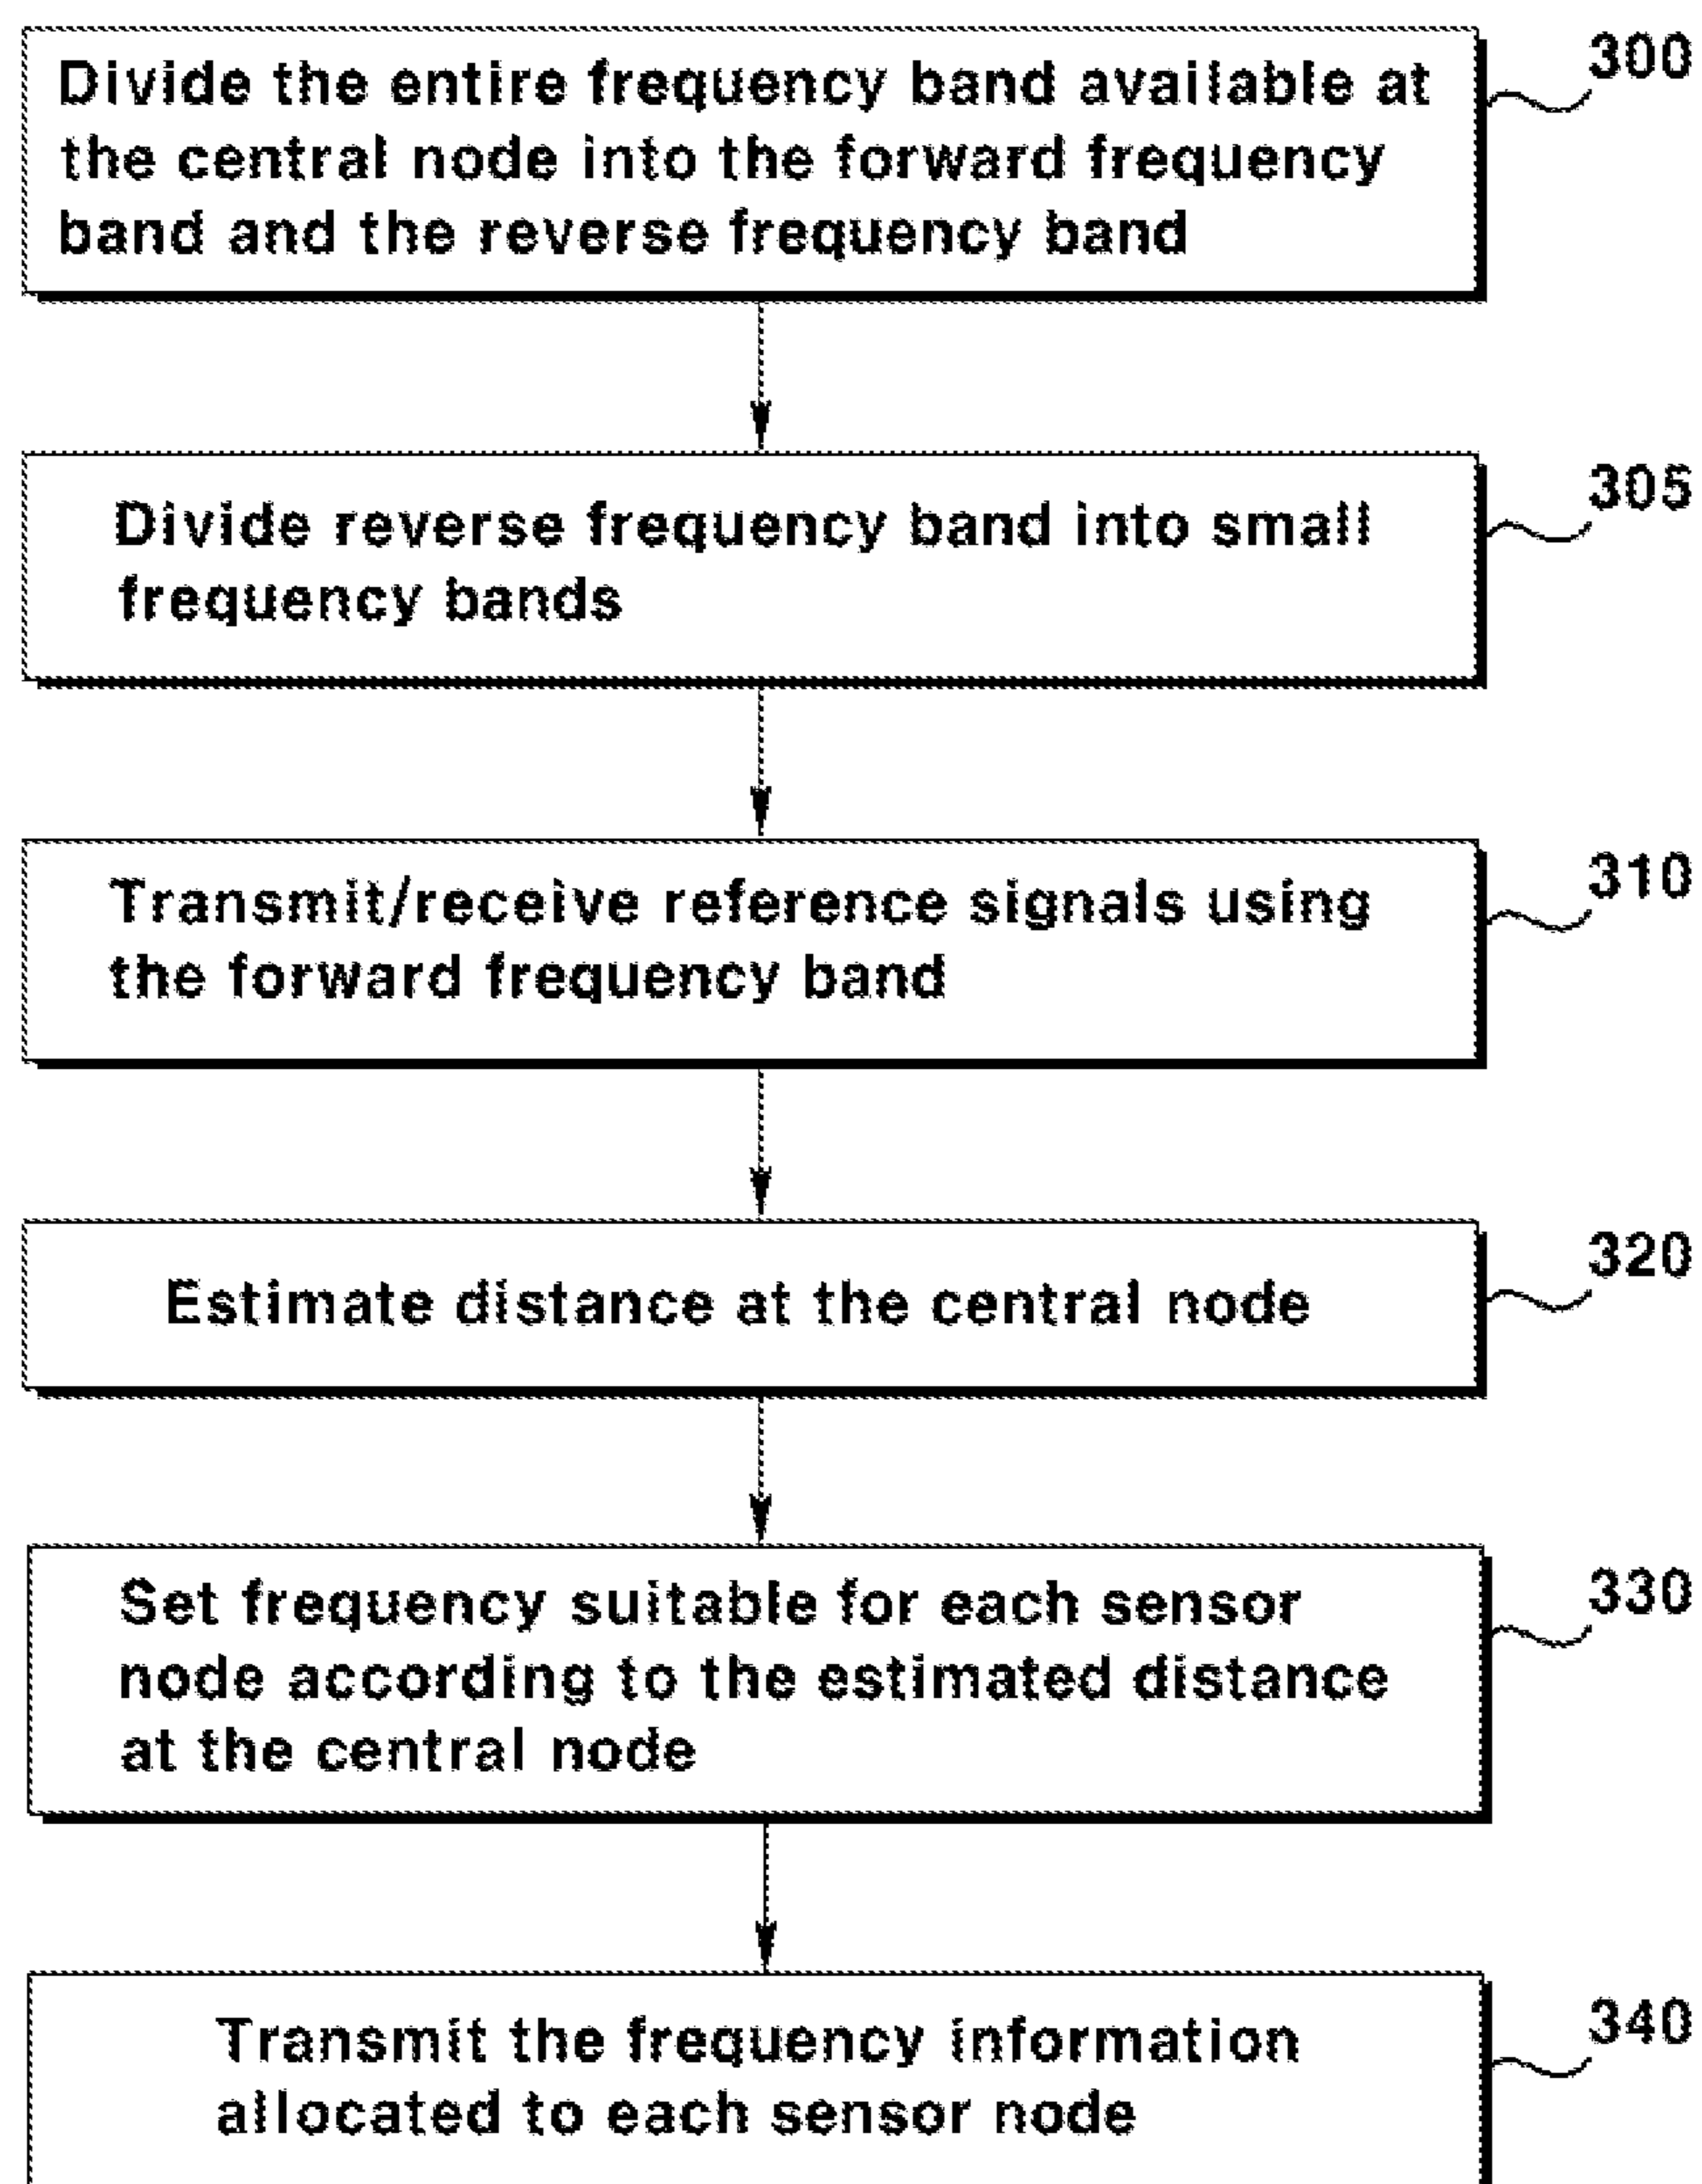 Divide the entire frequency band available at
the central node into the forward frequency
band and the reverse frequency band
300
Divide reverse frequency band into small
frequency bands
305
Transmit/receive reference signals using
the forward frequency band
310
Estimate distance at the central node
320
Set frequency suitable for each sensor
node according to the estimated distance
at the central node
330
Transmit the frequency information
allocated to each sensor node
340